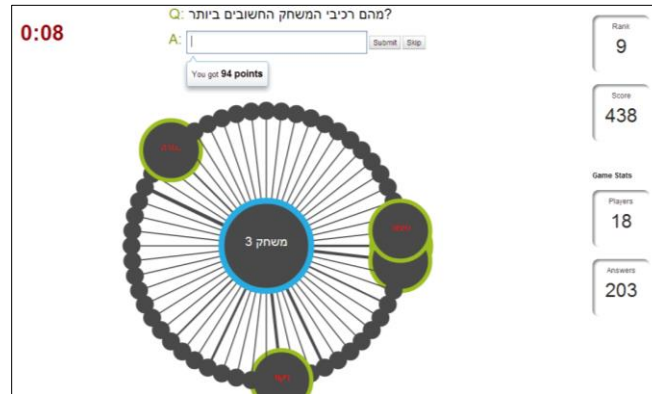 0:08
Q: מהם רכיבי המשחק החשובים ביותר?
A:
Submit Skip
You got 94 points
Rank
9
Score
438
Game Stats
Players
18
Answers
203
משחק 3